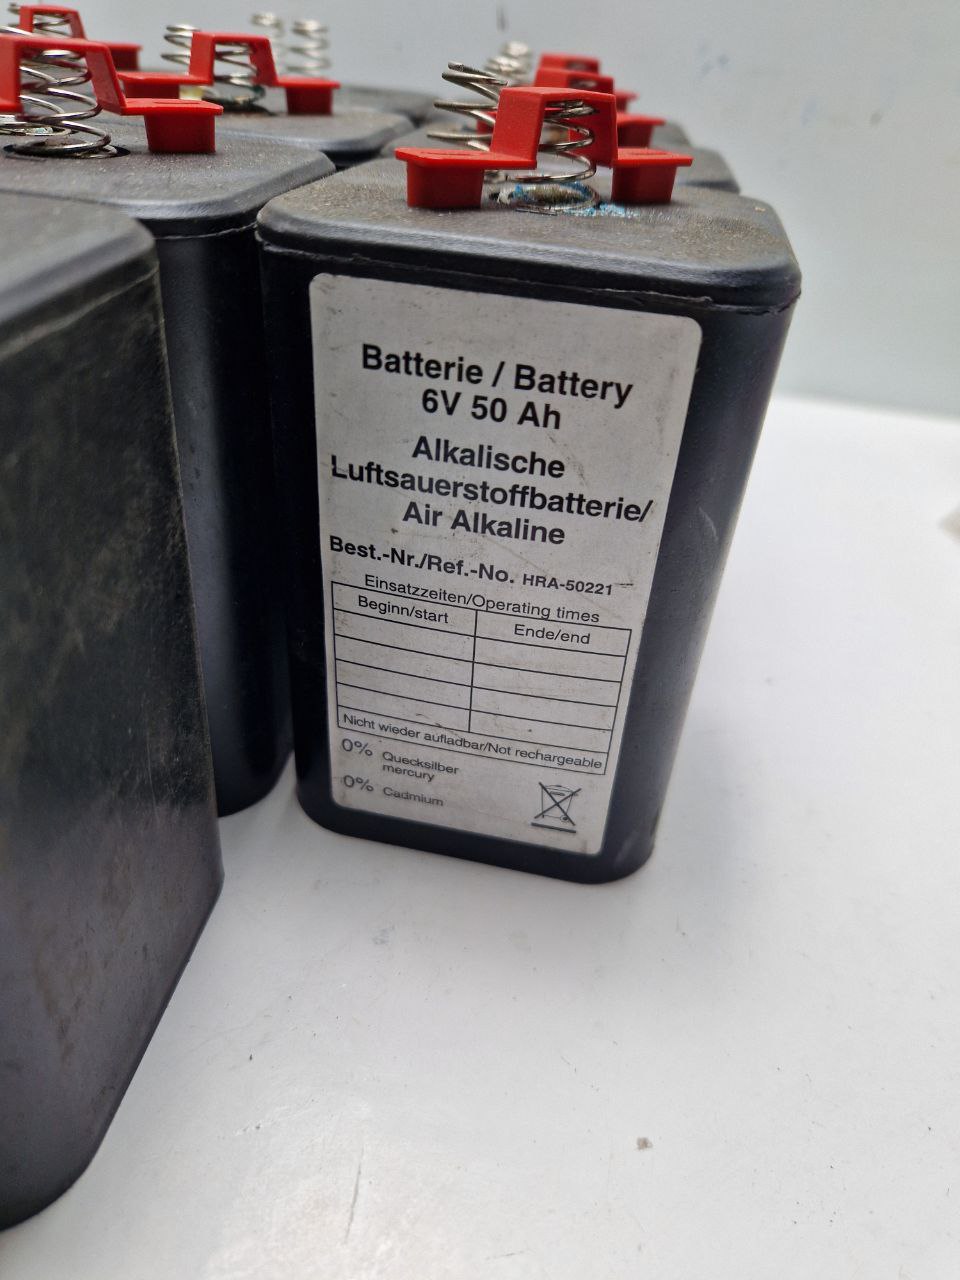 Batterie / Battery
6V 50 Ah
Alkalische
Luftsauerstoffbatterie/
Air Alkaline
Best.-Nr./Ref.-No. HRA-50221
Einsatzzeiten/Operating times
Beginn/start Ende/end
Nicht wieder aufladbar/Not rechargeable
0% Quecksilber
mercury
0% Cadmium